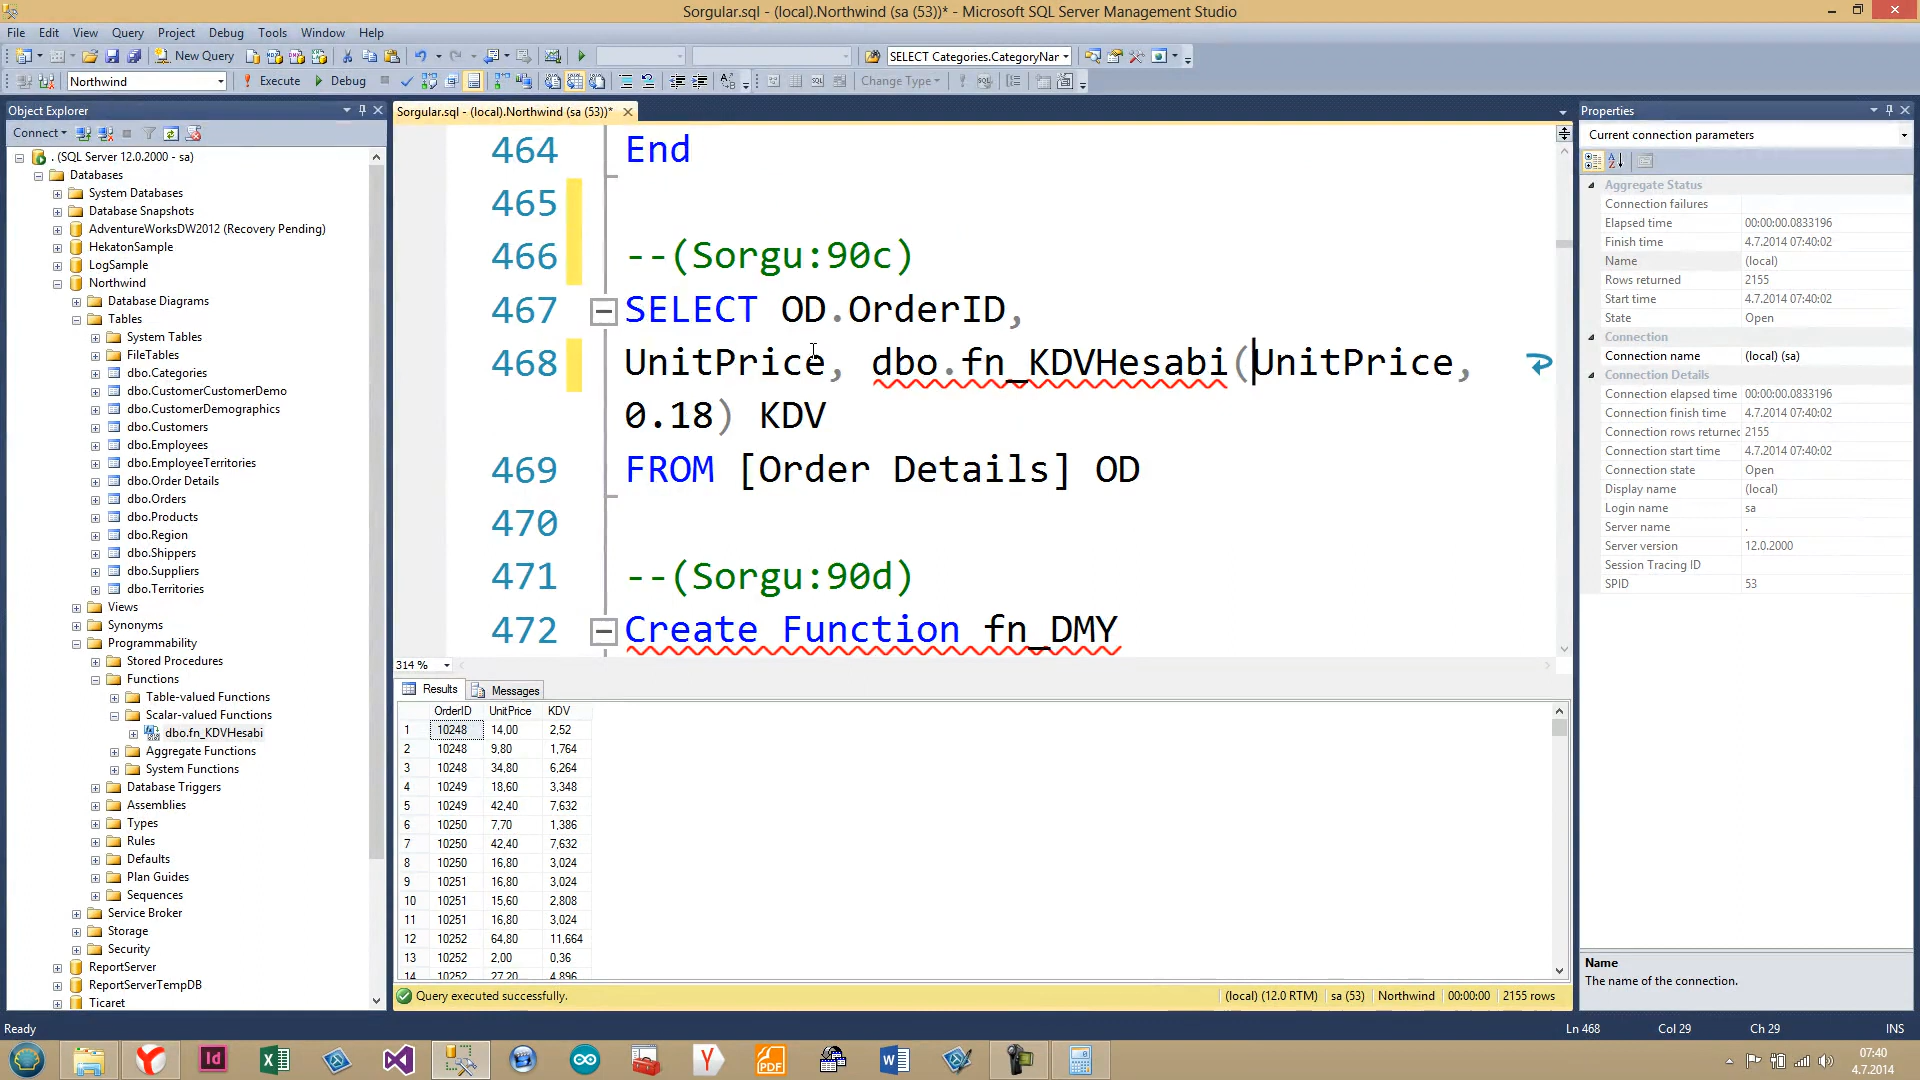 Sorgular.sql - (local).Northwind (sa (53))* - Microsoft SQL Server Management Studio
File Edit View Query Project Debug Tools Window Help
New Query
SELECT Categories.CategoryNar
Northwind
Execute
Debug
Change Type
Object Explorer
Connect
. (SQL Server 12.0.2000 - sa)
Databases
System Databases
Database Snapshots
AdventureWorksDW2012 (Recovery Pending)
HekatonSample
LogSample
Northwind
Database Diagrams
Tables
System Tables
FileTables
dbo.Categories
dbo.CustomerCustomerDemo
dbo.CustomerDemographics
dbo.Customers
dbo.Employees
dbo.EmployeeTerritories
dbo.Order Details
dbo.Orders
dbo.Products
dbo.Region
dbo.Shippers
dbo.Suppliers
dbo.Territories
Views
Synonyms
Programmability
Stored Procedures
Functions
Table-valued Functions
Scalar-valued Functions
dbo.fn_KDVHesabi
Aggregate Functions
System Functions
Database Triggers
Assemblies
Types
Rules
Defaults
Plan Guides
Sequences
Service Broker
Storage
Security
ReportServer
ReportServerTempDB
Ticaret
Sorgular.sql - (local).Northwind (sa (53))*
464 End
465
466 --(Sorgu:90c)
467 SELECT OD.OrderID,
468 UnitPrice, dbo.fn_KDVHesabi(UnitPrice,
0.18) KDV
469 FROM [Order Details] OD
470
471 --(Sorgu:90d)
472 Create Function fn_DMY
314 %
Results Messages
OrderID UnitPrice KDV
1 10248 14,00 2,52
2 10248 9,80 1,764
3 10248 34,80 6,264
4 10249 18,60 3,348
5 10249 42,40 7,632
6 10250 7,70 1,386
7 10250 42,40 7,632
8 10250 16,80 3,024
9 10251 16,80 3,024
10 10251 15,60 2,808
11 10251 16,80 3,024
12 10252 64,80 11,664
13 10252 2,00 0,36
14 10252 27,20 4,896
Query executed successfully.
(local) (12.0 RTM) sa (53) Northwind 00:00:00 2155 rows
Properties
Current connection parameters
Aggregate Status
Connection failures
Elapsed time 00:00:00.0833196
Finish time 4.7.2014 07:40:02
Name (local)
Rows returned 2155
Start time 4.7.2014 07:40:02
State Open
Connection
Connection name (local) (sa)
Connection Details
Connection elapsed time 00:00:00.0833196
Connection finish time 4.7.2014 07:40:02
Connection rows returned 2155
Connection start time 4.7.2014 07:40:02
Connection state Open
Display name (local)
Login name sa
Server name .
Server version 12.0.2000
Session Tracing ID
SPID 53
Name
The name of the connection.
Ready
Ln 468 Col 29 Ch 29 INS
07:40
4.7.2014